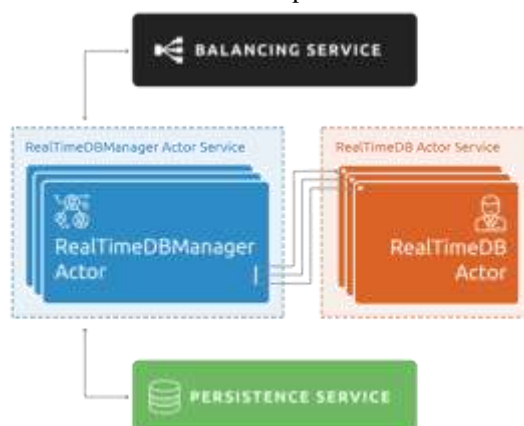 BALANCING SERVICE
RealTimeDBManager Actor Service
RealTimeDB Actor Service
RealTimeDBManager
Actor
RealTimeDB
Actor
PERSISTENCE SERVICE